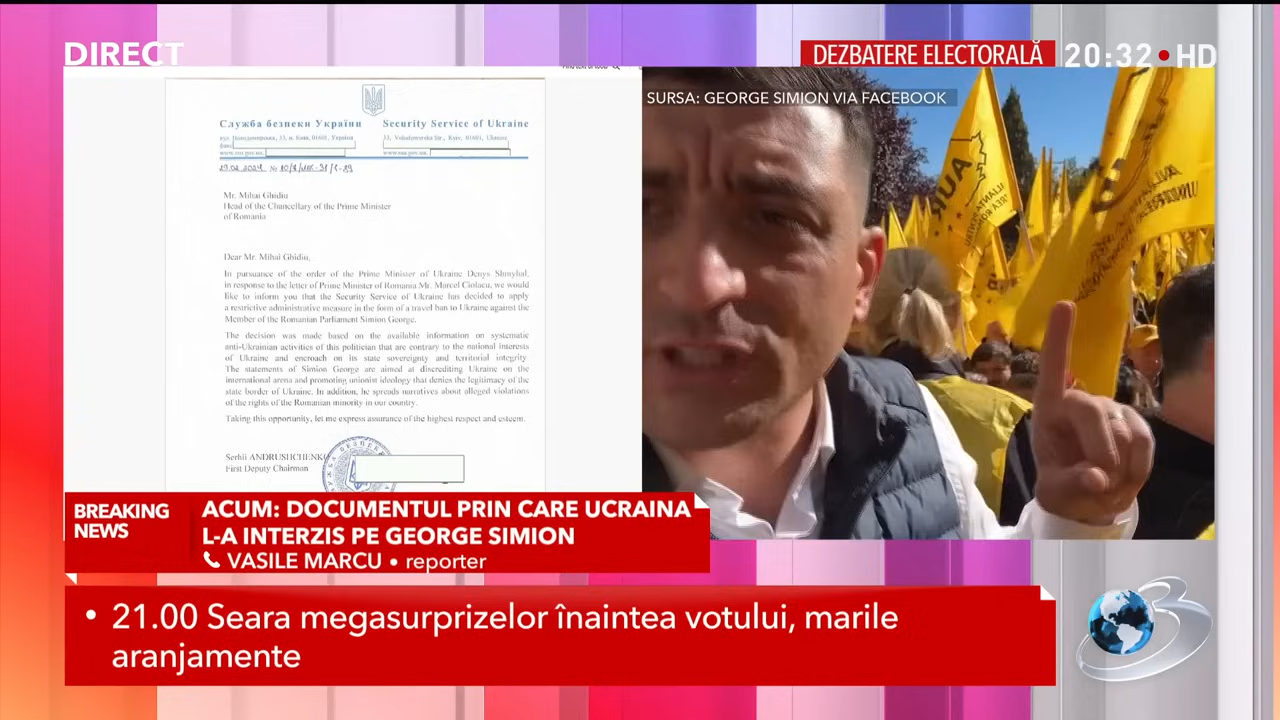 DIRECT
DEZBATERE ELECTORALĂ
20:32 • HD
SURSA: GEORGE SIMION VIA FACEBOOK
Служба безпеки України
Security Service of Ukraine
Mr. Mihai Ghidiu
Head of the Chancellary of the Prime Minister
of Romania
Dear Mr. Mihai Ghidiu,
In pursuance of the order of the Prime Minister of Ukraine Denys Shmyhal,
in response to the letter of Prime Minister of Romania Mr. Marcel Ciolacu, we would
like to inform you that the Security Service of Ukraine has decided to apply
a restrictive administrative measure in the form of a travel ban to Ukraine against the
Member of the Romanian Parliament Simion George.
The decision was made based on the available information on systematic
anti-Ukrainian activities of this politician that are contrary to the national interests
of Ukraine and encroach on its state sovereignty and territorial integrity.
The statements of Simion George are aimed at discrediting Ukraine on the
international arena and promoting unionist ideology that denies the legitimacy of the
state border of Ukraine. In addition, he spreads narratives about alleged violations
of the rights of the Romanian minority in our country.
Taking this opportunity, let me express assurance of the highest respect and esteem.
Serhii ANDRUSHCHENKO
First Deputy Chairman
AUR
BREAKING
NEWS
ACUM: DOCUMENTUL PRIN CARE UCRAINA
L-A INTERZIS PE GEORGE SIMION
VASILE MARCU • reporter
• 21.00 Seara megasurprizelor înaintea votului, marile
aranjamente
3